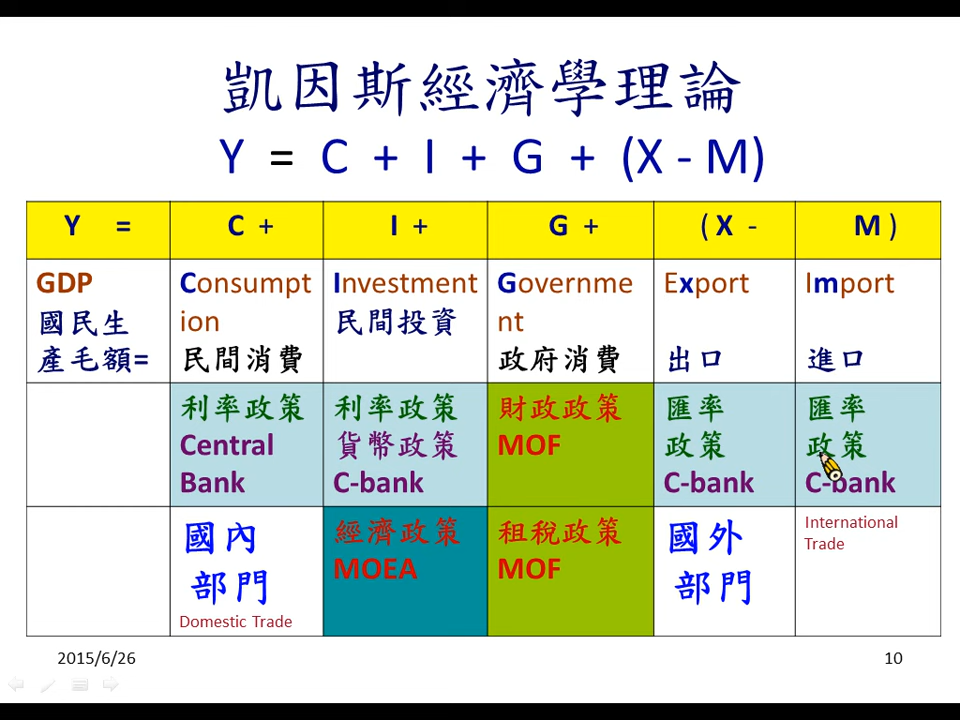 凱因斯經濟學理論
Y = C + I + G + (X - M)
Y = C + I + G + ( X - M )
GDP
國民生
產毛額=
Consumpt
ion
民間消費
Investment
民間投資
Governme
nt
政府消費
Export
出口
Import
進口
利率政策
Central
Bank
利率政策
貨幣政策
C-bank
財政政策
MOF
匯率
政策
C-bank
匯率
政策
C-bank
國內
部門
Domestic Trade
經濟政策
MOEA
租稅政策
MOF
國外
部門
International
Trade
2015/6/26
10